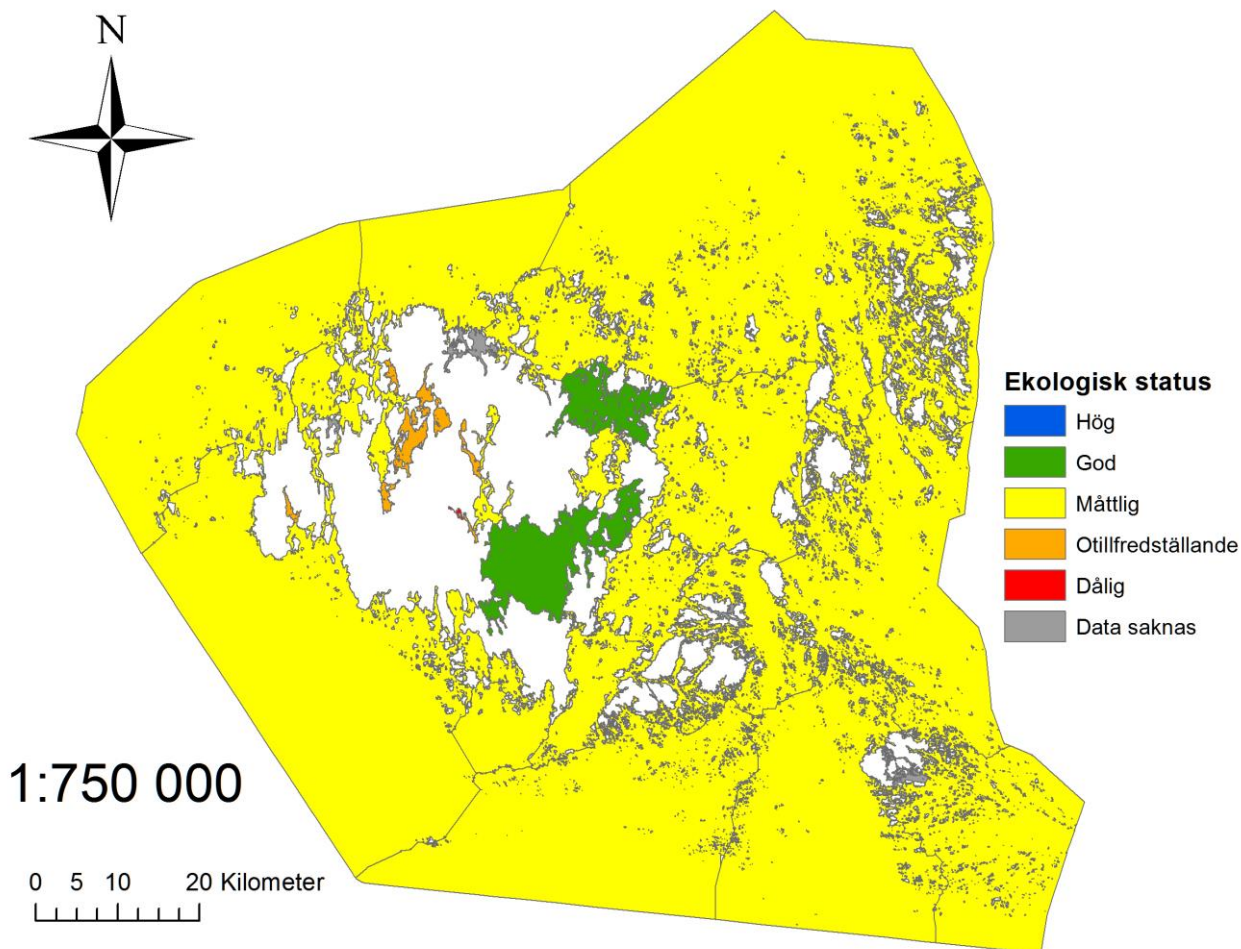 N
Ekologisk status
Hög
God
Måttlig
Otillfredställande
Dålig
Data saknas
1:750 000
0 5 10 20 Kilometer